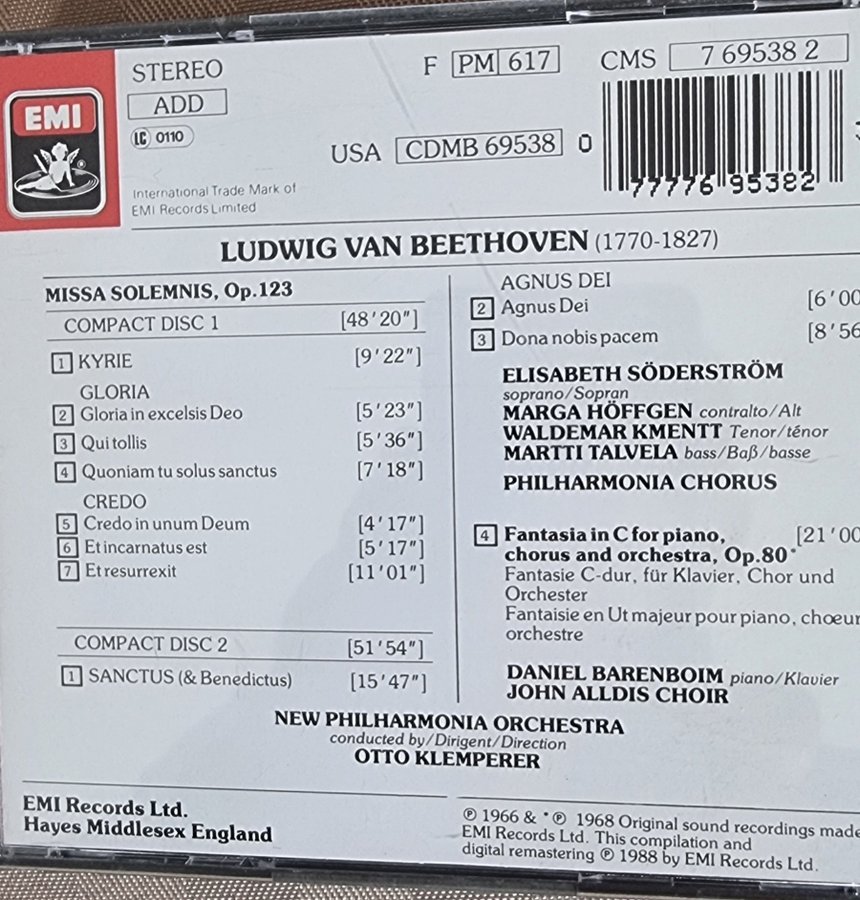 STEREO
ADD
LC 0110
EMI
International Trade Mark of
EMI Records Limited
F PM 617
CMS 7 69538 2
USA CDMB 69538 0
77776 95382
LUDWIG VAN BEETHOVEN (1770-1827)
MISSA SOLEMNIS, Op.123
COMPACT DISC 1 [48'20"]
1 KYRIE [9'22"]
GLORIA
2 Gloria in excelsis Deo [5'23"]
3 Qui tollis [5'36"]
4 Quoniam tu solus sanctus [7'18"]
CREDO
5 Credo in unum Deum [4'17"]
6 Et incarnatus est [5'17"]
7 Et resurrexit [11'01"]
COMPACT DISC 2 [51'54"]
1 SANCTUS (& Benedictus) [15'47"]
AGNUS DEI
2 Agnus Dei [6'00
3 Dona nobis pacem [8'56
ELISABETH SÖDERSTRÖM
soprano/Sopran
MARGA HÖFFGEN contralto/Alt
WALDEMAR KMENTT Tenor/ténor
MARTTI TALVELA bass/Baß/basse
PHILHARMONIA CHORUS
4 Fantasia in C for piano, [21'00
chorus and orchestra, Op.80*
Fantasie C-dur, für Klavier, Chor und
Orchester
Fantaisie en Ut majeur pour piano, chœur
orchestre
DANIEL BARENBOIM piano/Klavier
JOHN ALLDIS CHOIR
NEW PHILHARMONIA ORCHESTRA
conducted by/Dirigent/Direction
OTTO KLEMPERER
EMI Records Ltd.
Hayes Middlesex England
℗ 1966 & *℗ 1968 Original sound recordings made
EMI Records Ltd. This compilation and
digital remastering ℗ 1988 by EMI Records Ltd.